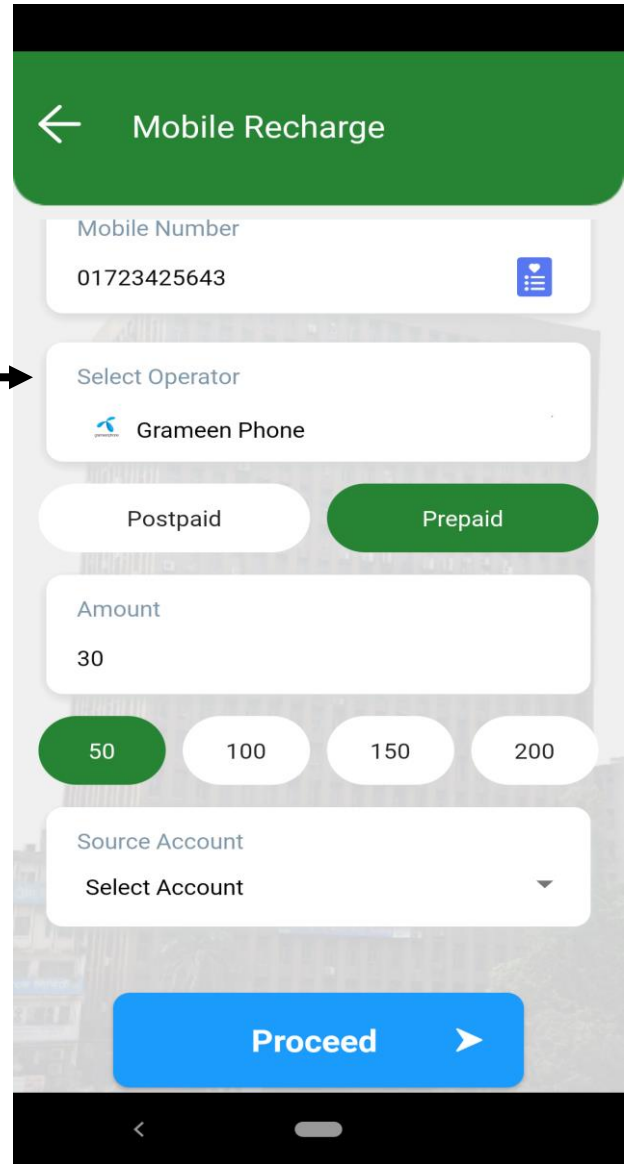 Mobile Recharge
Mobile Number
01723425643
Select Operator
Grameen Phone
Postpaid Prepaid
Amount
30
50 100 150 200
Source Account
Select Account
Proceed